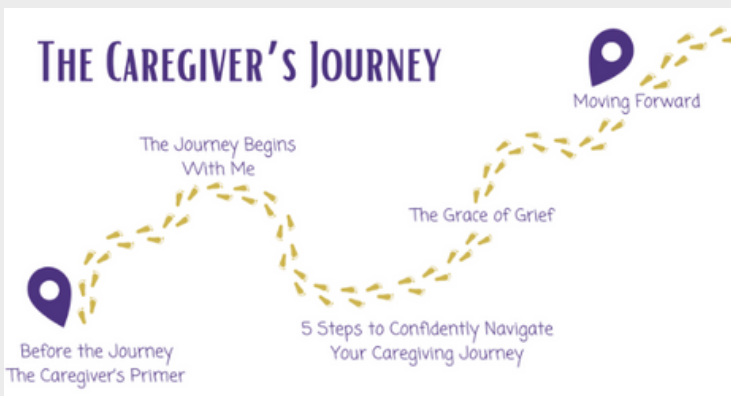 The Caregiver's Journey
Before the Journey
The Caregiver's Primer
The Journey Begins
With Me
5 Steps to Confidently Navigate
Your Caregiving Journey
The Grace of Grief
Moving Forward